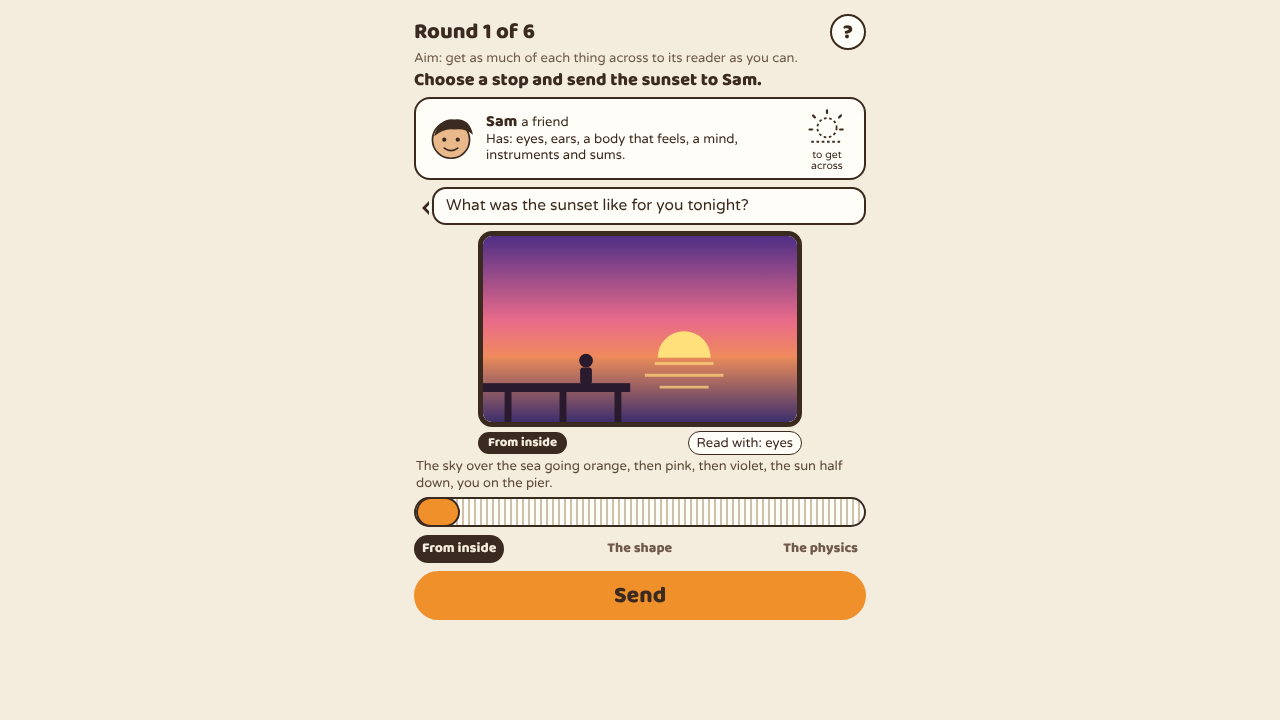 Round 1 of 6
?
Aim: get as much of each thing across to its reader as you can.
Choose a stop and send the sunset to Sam.
Sam a friend
Has: eyes, ears, a body that feels, a mind,
instruments and sums.
to get
across
What was the sunset like for you tonight?
From inside
Read with: eyes
The sky over the sea going orange, then pink, then violet, the sun half
down, you on the pier.
From inside
The shape
The physics
Send